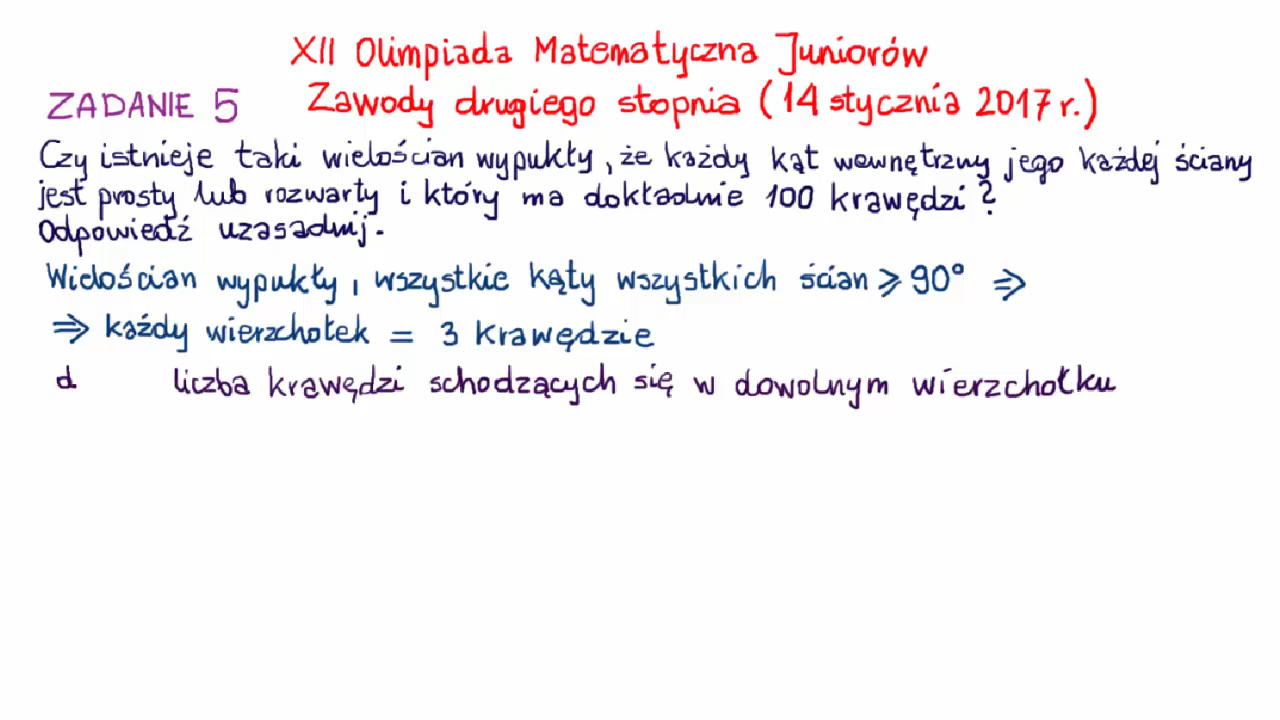 XII Olimpiada Matematyczna Juniorów
ZADANIE 5 Zawody drugiego stopnia (14 stycznia 2017 r.)
Czy istnieje taki wielościan wypukły, że każdy kąt wewnętrzny jego każdej ściany
jest prosty lub rozwarty i który ma dokładnie 100 krawędzi?
Odpowiedź uzasadnij.
Wielościan wypukły, wszystkie kąty wszystkich ścian ⩾ 90° ⇒
⇒ każdy wierzchołek = 3 krawędzie
d liczba krawędzi schodzących się w dowolnym wierzchołku